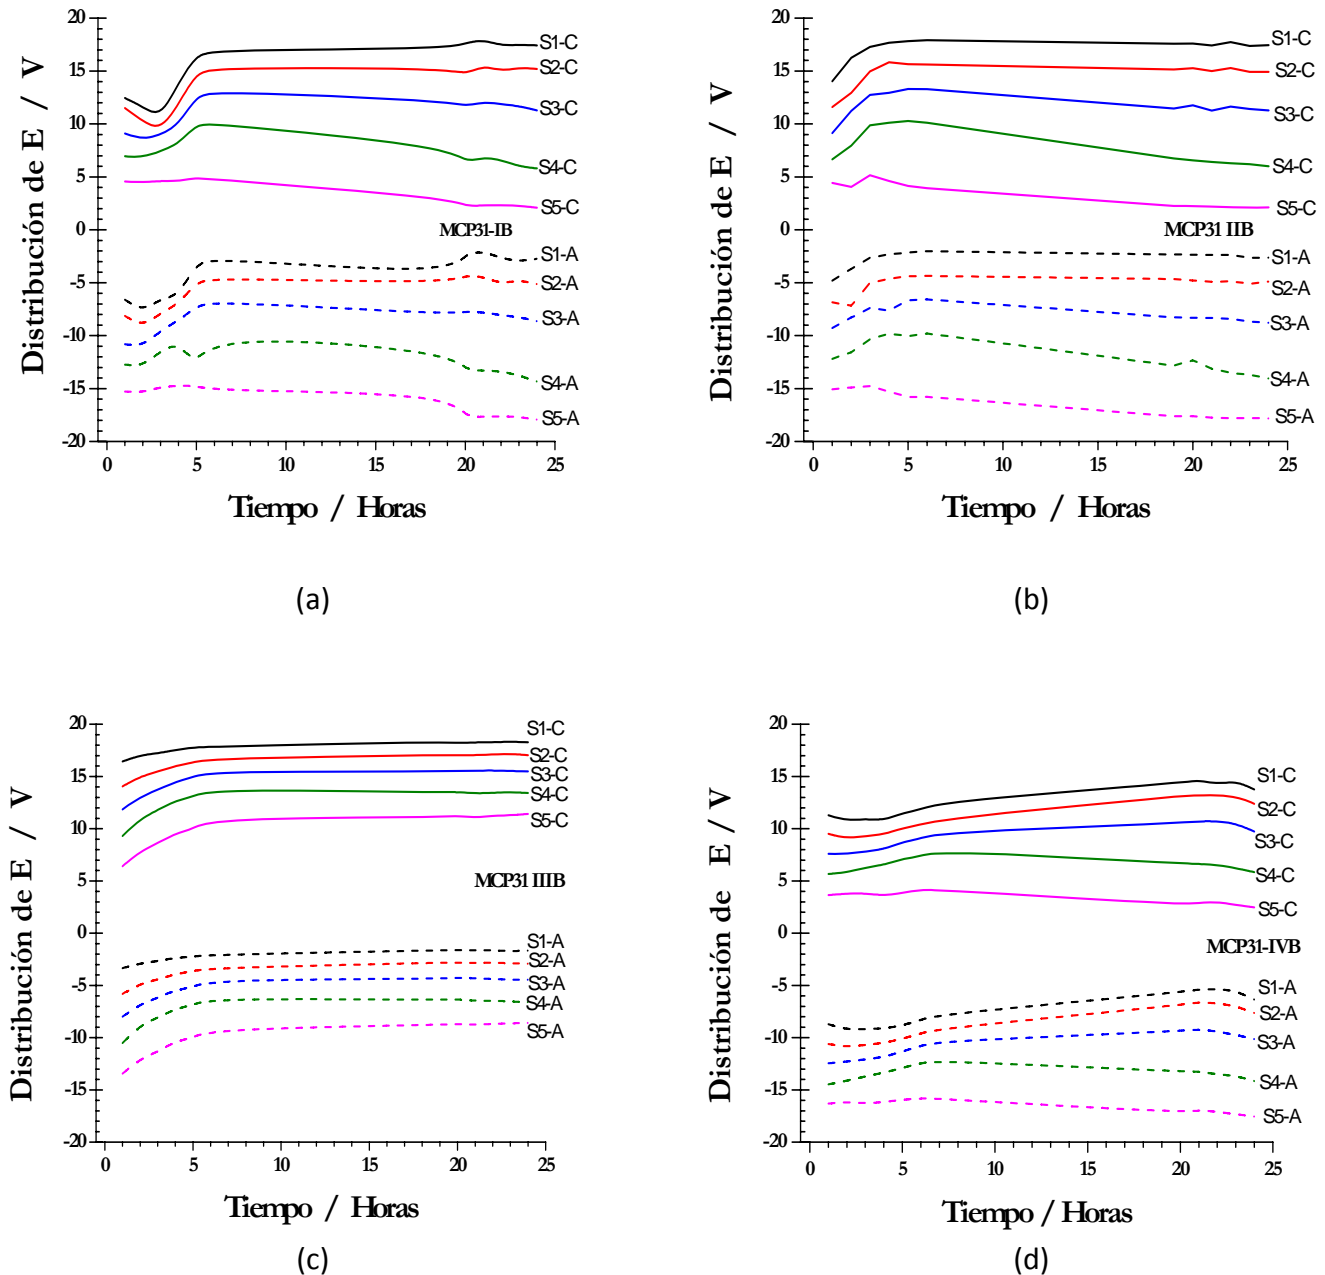 20
15
10
5
0
-5
-10
-15
-20
Distribución de E / V
S1-C
S2-C
S3-C
S4-C
S5-C
MCP31-IB
S1-A
S2-A
S3-A
S4-A
S5-A
0 5 10 15 20 25
Tiempo / Horas
(a)
20
15
10
5
0
-5
-10
-15
-20
Distribución de E / V
S1-C
S2-C
S3-C
S4-C
S5-C
MCP31 IIB
S1-A
S2-A
S3-A
S4-A
S5-A
0 5 10 15 20 25
Tiempo / Horas
(b)
20
15
10
5
0
-5
-10
-15
-20
Distribución de E / V
S1-C
S2-C
S3-C
S4-C
S5-C
MCP31 IIIB
S1-A
S2-A
S3-A
S4-A
S5-A
0 5 10 15 20 25
Tiempo / Horas
(c)
20
15
10
5
0
-5
-10
-15
-20
Distribución de E / V
S1-C
S2-C
S3-C
S4-C
S5-C
MCP31-IVB
S1-A
S2-A
S3-A
S4-A
S5-A
0 5 10 15 20 25
Tiempo / Horas
(d)